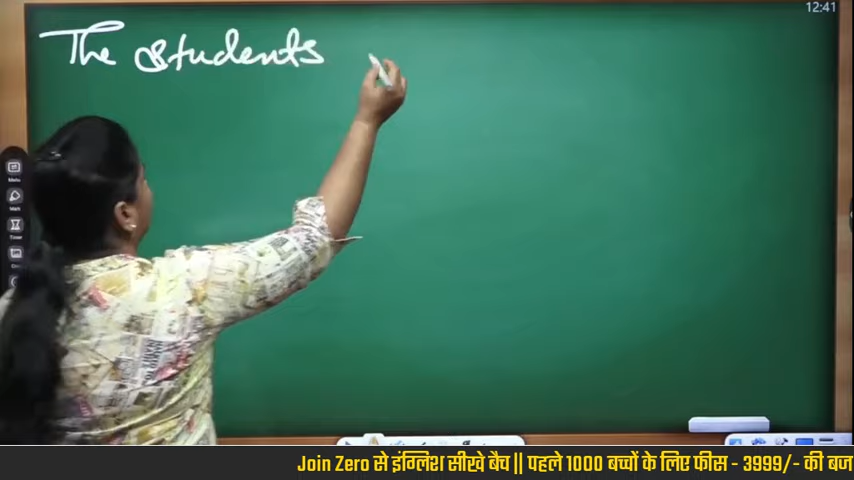 12:41
The students
Join Zero से इंग्लिश सीखे बैच || पहले 1000 बच्चों के लिए फीस - 3999/- की बज